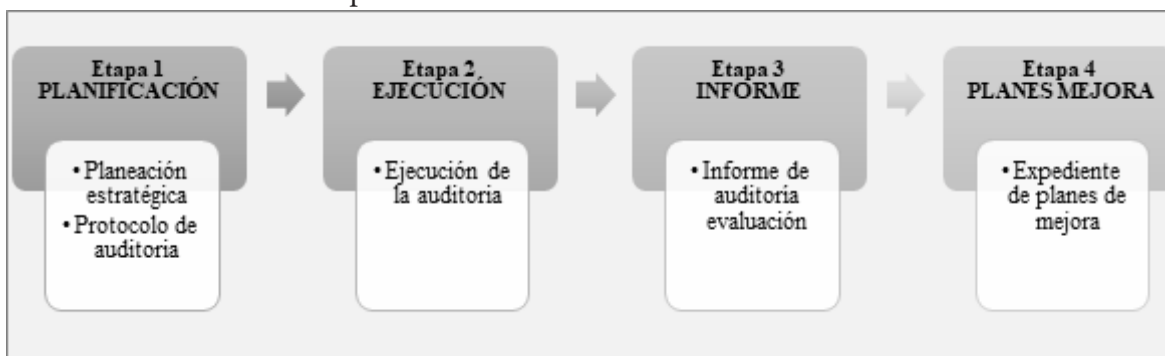 Etapa 1
PLANIFICACIÓN
• Planeación
estratégica
• Protocolo de
auditoria
Etapa 2
EJECUCIÓN
• Ejecución de
la auditoria
Etapa 3
INFORME
• Informe de
auditoria
evaluación
Etapa 4
PLANES MEJORA
• Expediente
de planes de
mejora